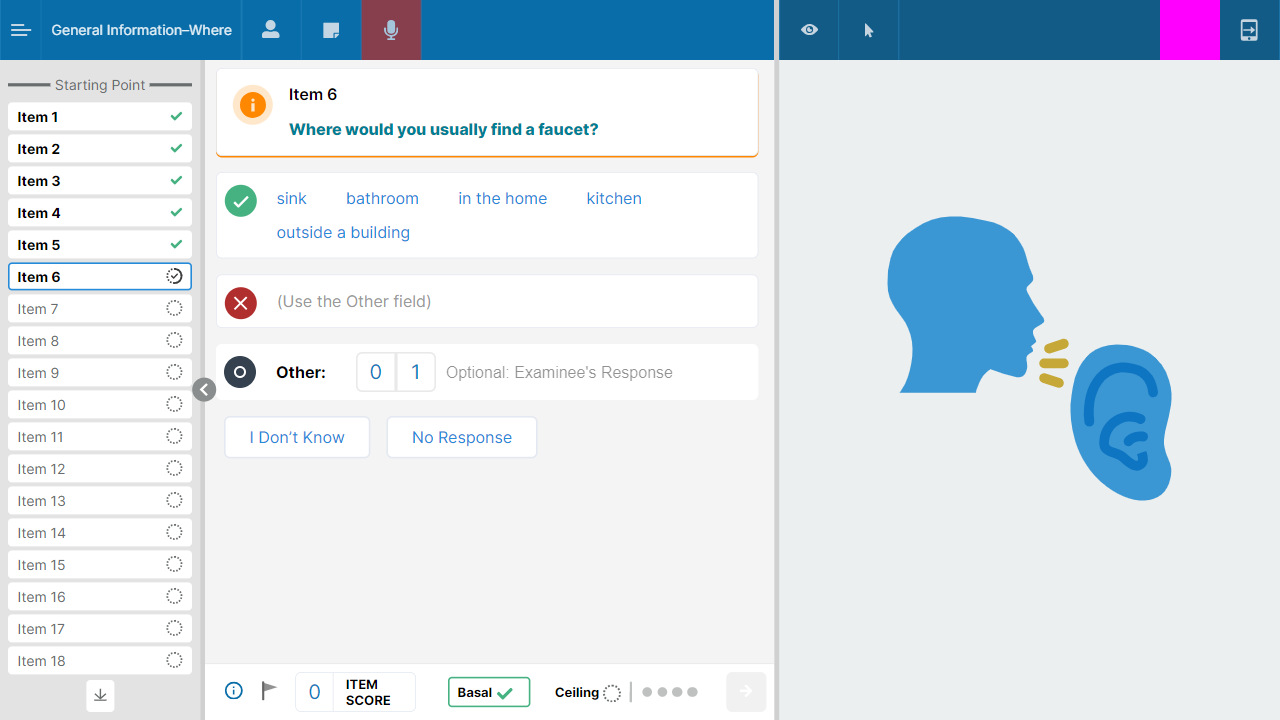 General Information–Where
Starting Point
Item 1
Item 2
Item 3
Item 4
Item 5
Item 6
Item 7
Item 8
Item 9
Item 10
Item 11
Item 12
Item 13
Item 14
Item 15
Item 16
Item 17
Item 18
Item 6
Where would you usually find a faucet?
sink bathroom in the home kitchen
outside a building
(Use the Other field)
Other: 0 1 Optional: Examinee's Response
I Don't Know No Response
0 ITEM SCORE Basal Ceiling